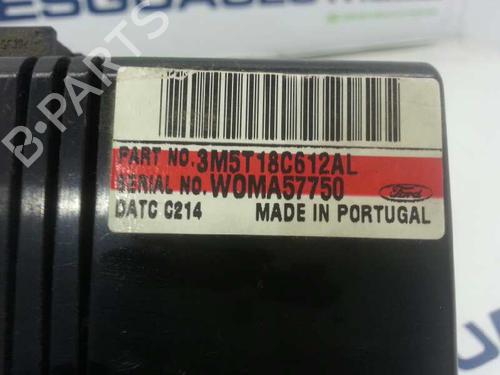 B-PARTS
PART NO. 3M5T18C612AL
SERIAL NO. WOMA57750
Ford
DATC C214 MADE IN PORTUGAL